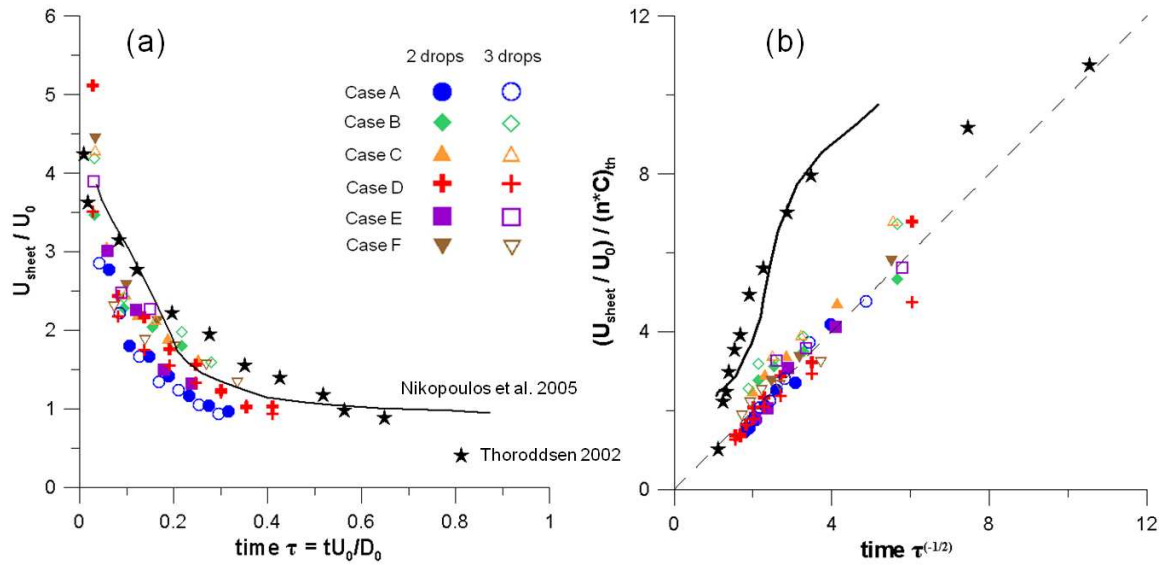 (a)
2 drops 3 drops
Case A
Case B
Case C
Case D
Case E
Case F
Nikopoulos et al. 2005
Thoroddsen 2002
U_sheet / U_0
6
5
4
3
2
1
0
0 0.2 0.4 0.6 0.8 1
time τ = tU_0/D_0
(b)
(U_sheet / U_0) / (n*C)_th
12
8
4
0
0 4 8 12
time τ^(-1/2)